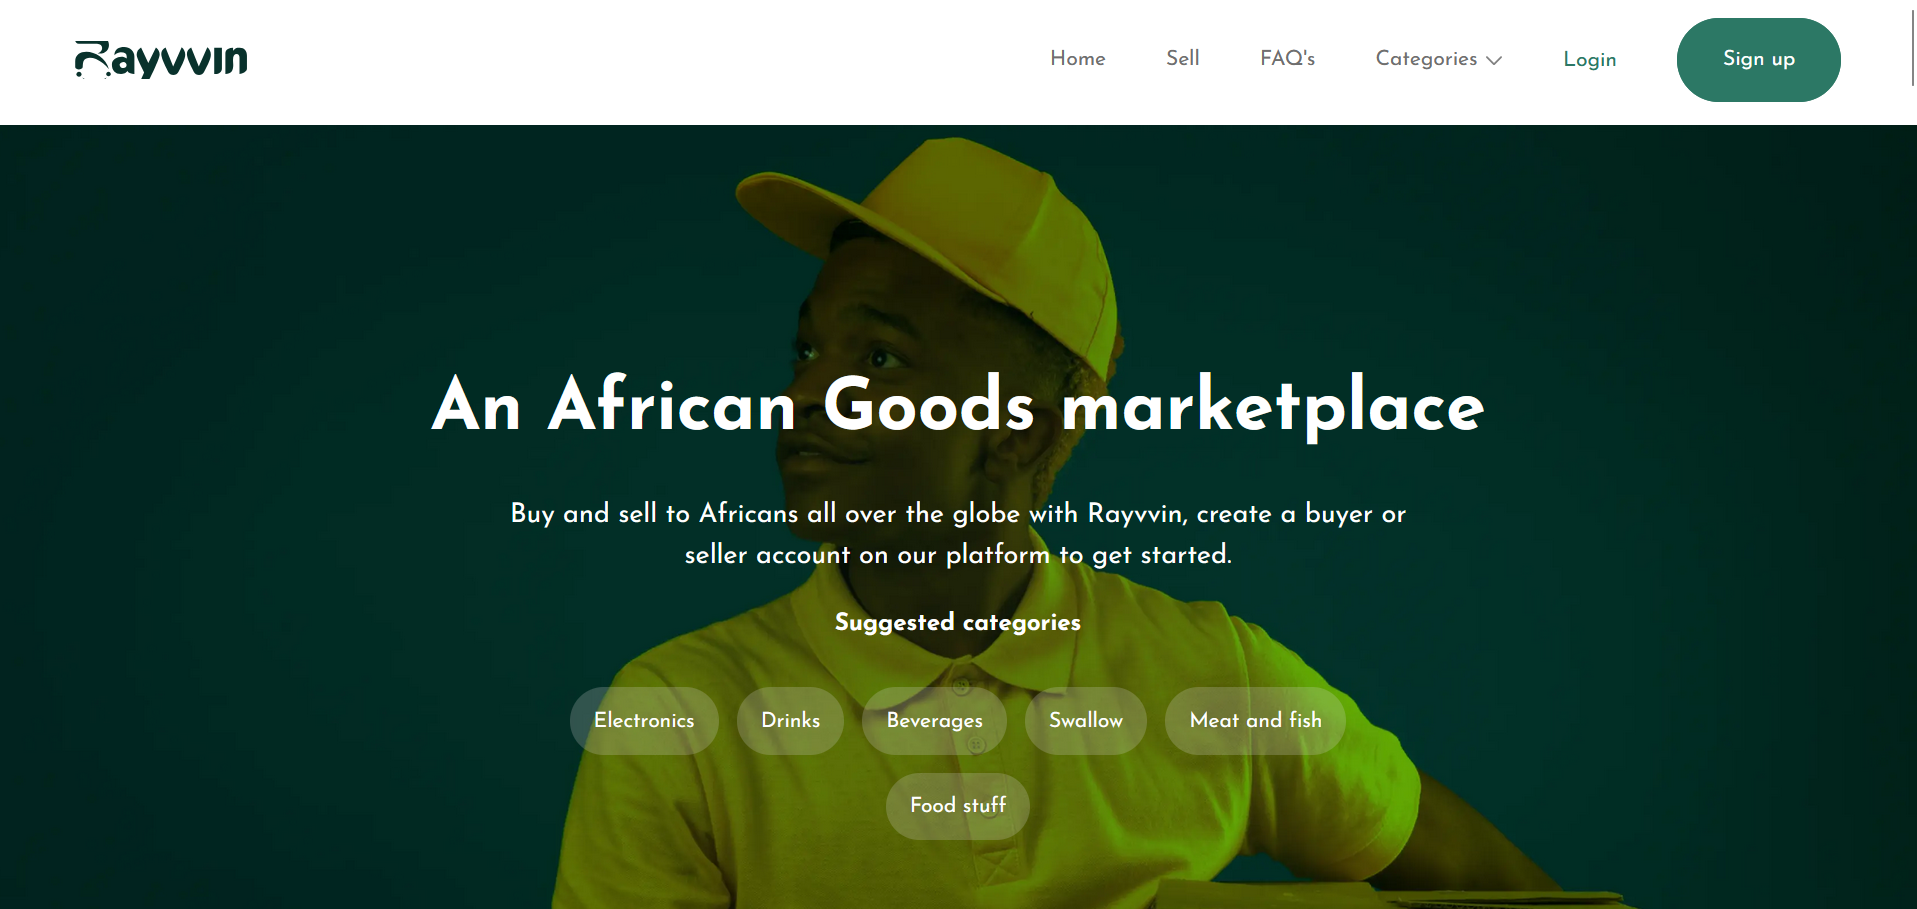 Rayvvin
Home
Sell
FAQ's
Categories
Login
Sign up
An African Goods marketplace
Buy and sell to Africans all over the globe with Rayvvin, create a buyer or
seller account on our platform to get started.
Suggested categories
Electronics
Drinks
Beverages
Swallow
Meat and fish
Food stuff